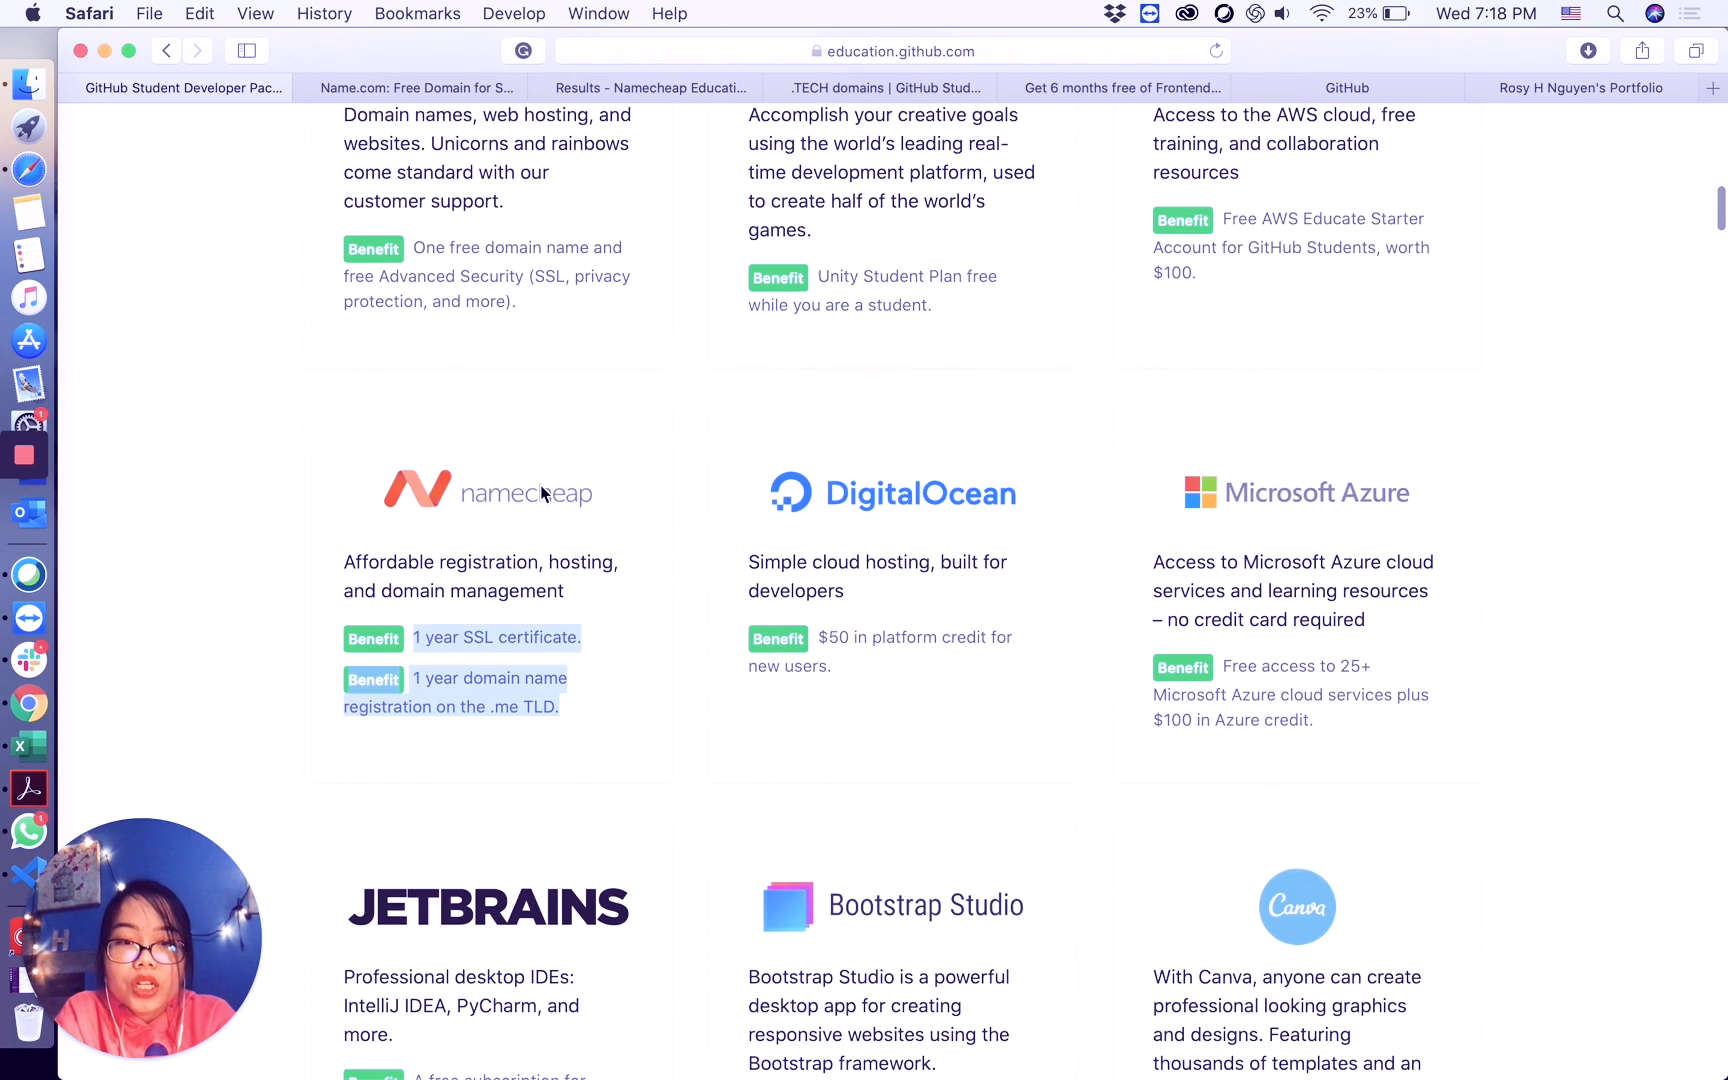 Safari File Edit View History Bookmarks Develop Window Help 23% Wed 7:18 PM
education.github.com
GitHub Student Developer Pac... Name.com: Free Domain for S... Results - Namecheap Educati... .TECH domains | GitHub Stud... Get 6 months free of Frontend... GitHub Rosy H Nguyen's Portfolio
Domain names, web hosting, and
websites. Unicorns and rainbows
come standard with our
customer support.
Benefit One free domain name and
free Advanced Security (SSL, privacy
protection, and more).
Accomplish your creative goals
using the world's leading real-
time development platform, used
to create half of the world's
games.
Benefit Unity Student Plan free
while you are a student.
Access to the AWS cloud, free
training, and collaboration
resources
Benefit Free AWS Educate Starter
Account for GitHub Students, worth
$100.
namecheap
Affordable registration, hosting,
and domain management
Benefit 1 year SSL certificate.
Benefit 1 year domain name
registration on the .me TLD.
DigitalOcean
Simple cloud hosting, built for
developers
Benefit $50 in platform credit for
new users.
Microsoft Azure
Access to Microsoft Azure cloud
services and learning resources
– no credit card required
Benefit Free access to 25+
Microsoft Azure cloud services plus
$100 in Azure credit.
JETBRAINS
Professional desktop IDEs:
IntelliJ IDEA, PyCharm, and
more.
Benefit A free subscription for
Bootstrap Studio
Bootstrap Studio is a powerful
desktop app for creating
responsive websites using the
Bootstrap framework.
Canva
With Canva, anyone can create
professional looking graphics
and designs. Featuring
thousands of templates and an